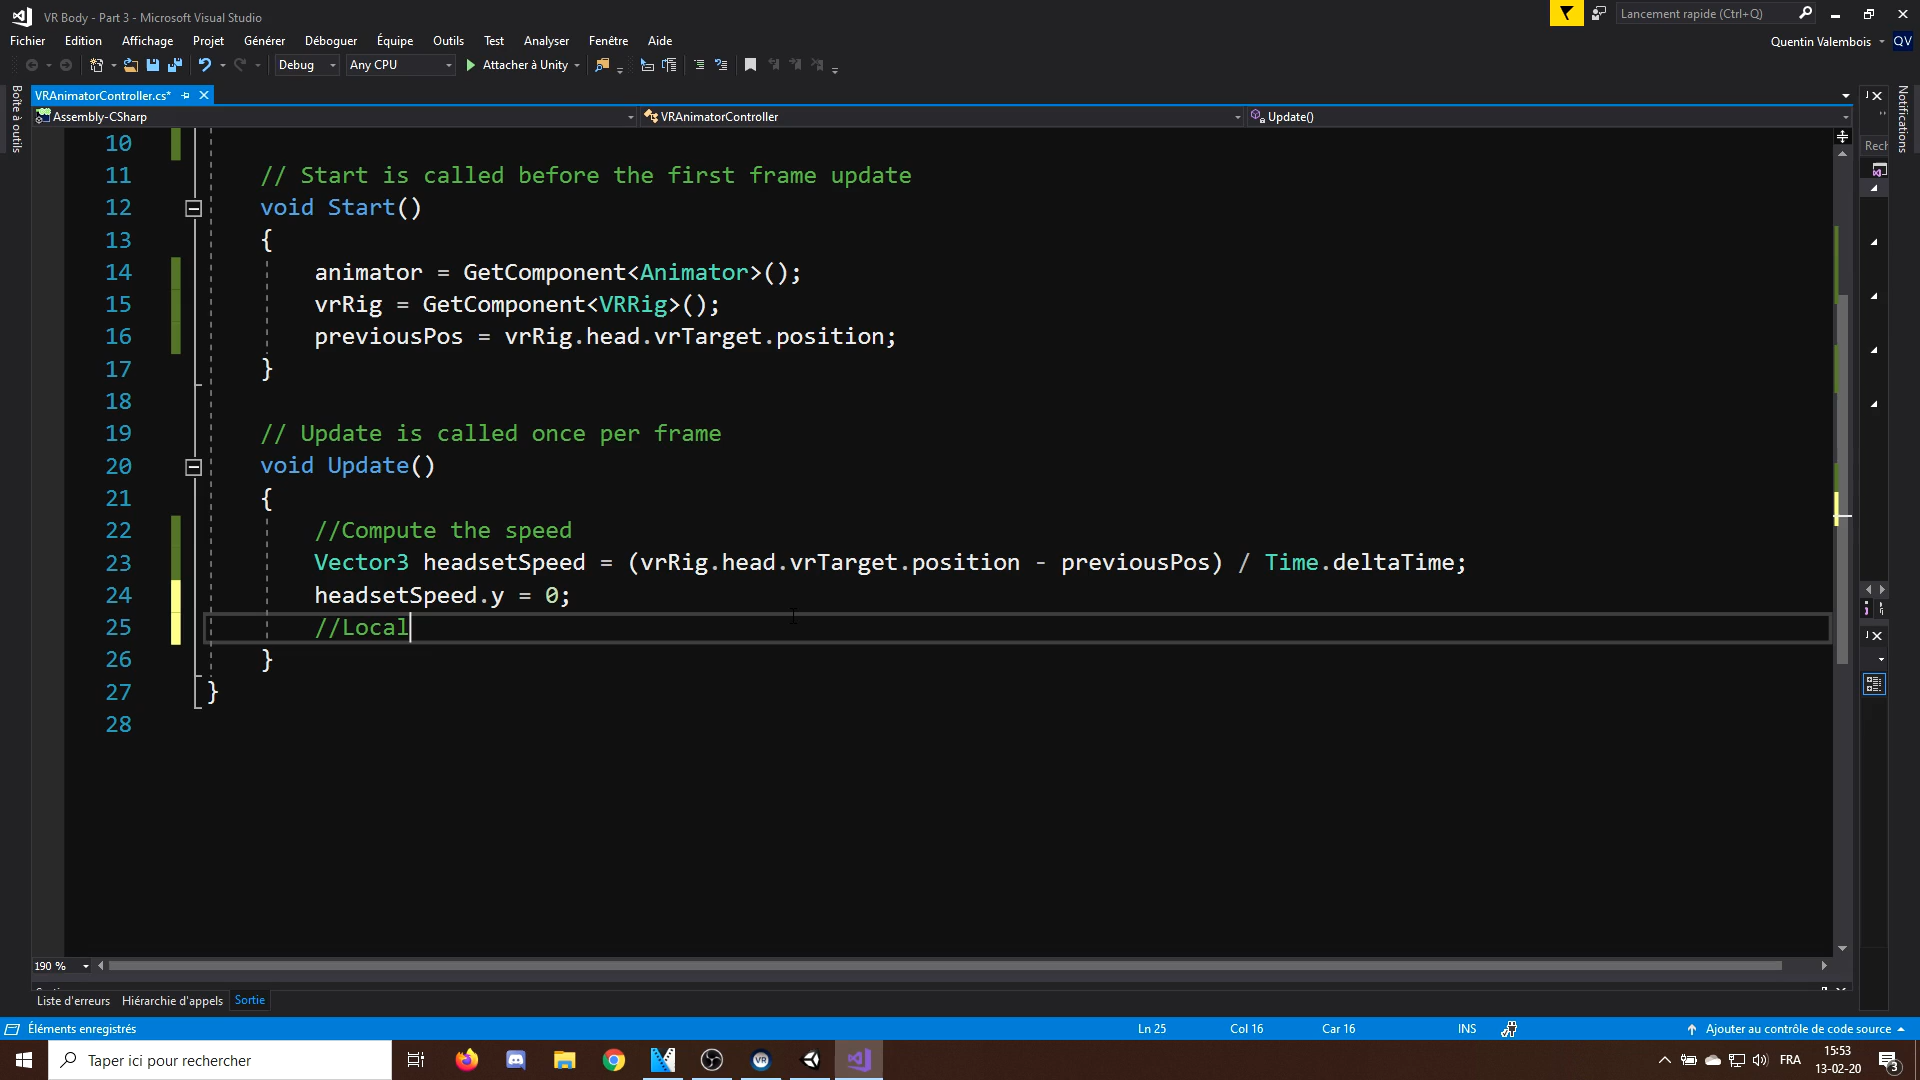 VR Body - Part 3 - Microsoft Visual Studio
Lancement rapide (Ctrl+Q)
Fichier Edition Affichage Projet Générer Déboguer Équipe Outils Test Analyser Fenêtre Aide
Quentin Valembois QV
Debug Any CPU Attacher à Unity
Boîte à outils
VRAnimatorController.cs*
Notifications
Assembly-CSharp VRAnimatorController Update()
Rech
10
11 // Start is called before the first frame update
12 void Start()
13 {
14 animator = GetComponent<Animator>();
15 vrRig = GetComponent<VRRig>();
16 previousPos = vrRig.head.vrTarget.position;
17 }
18
19 // Update is called once per frame
20 void Update()
21 {
22 //Compute the speed
23 Vector3 headsetSpeed = (vrRig.head.vrTarget.position - previousPos) / Time.deltaTime;
24 headsetSpeed.y = 0;
25 //Local
26 }
27 }
28
190 %
Liste d'erreurs Hiérarchie d'appels Sortie
Éléments enregistrés Ln 25 Col 16 Car 16 INS Ajouter au contrôle de code source
Taper ici pour rechercher
FRA
15:53
13-02-20
3